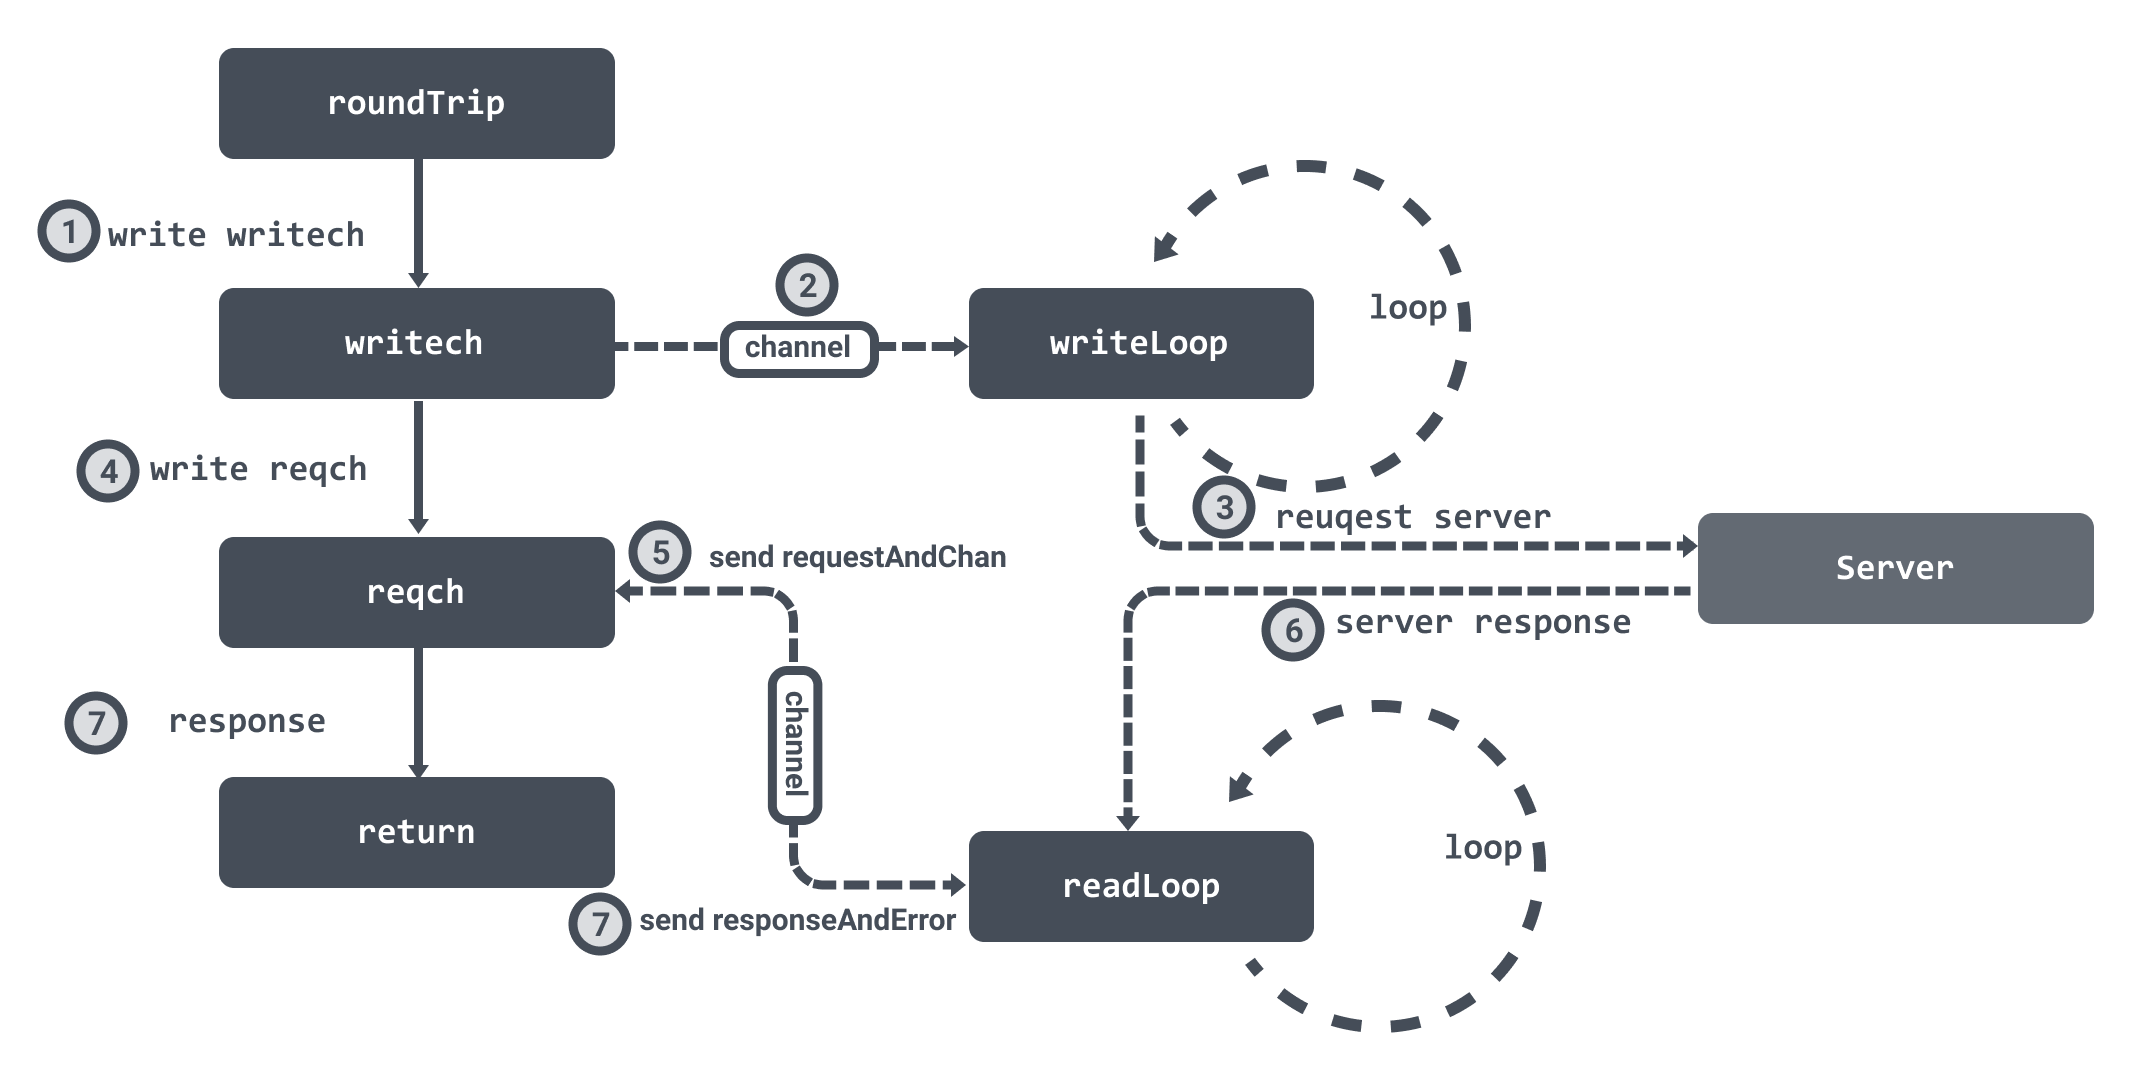 roundTrip
1 write writech
2
writech
channel
writeLoop
loop
4 write reqch
3 reuqest server
5 send requestAndChan
reqch
Server
6 server response
7 response
channel
return
loop
readLoop
7 send responseAndError